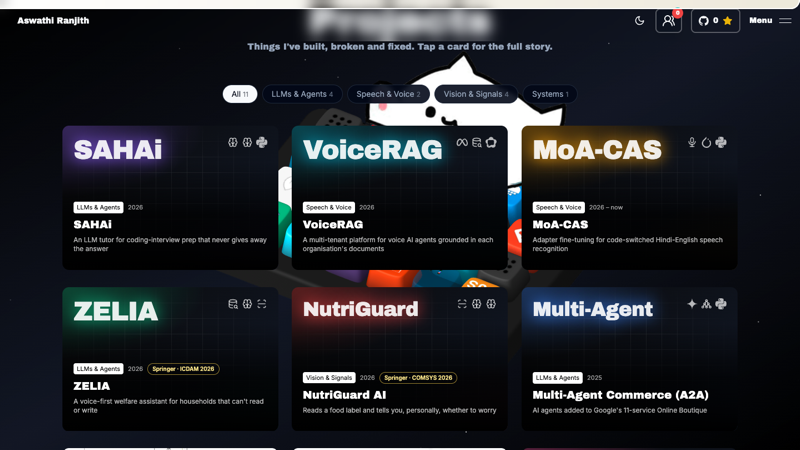 Projects
Aswathi Ranjith
9
0
Menu
Things I've built, broken and fixed. Tap a card for the full story.
All 11
LLMs & Agents 4
Speech & Voice 2
Vision & Signals 4
Systems 1
SAHAi
LLMs & Agents 2026
SAHAi
An LLM tutor for coding-interview prep that never gives away
the answer
VoiceRAG
Speech & Voice 2026
VoiceRAG
A multi-tenant platform for voice AI agents grounded in each
organisation's documents
MoA-CAS
Speech & Voice 2026 – now
MoA-CAS
Adapter fine-tuning for code-switched Hindi-English speech
recognition
ZELIA
LLMs & Agents 2026 Springer · ICDAM 2026
ZELIA
A voice-first welfare assistant for households that can't read
or write
NutriGuard
Vision & Signals 2026 Springer · COMSYS 2026
NutriGuard AI
Reads a food label and tells you, personally, whether to worry
Multi-Agent
LLMs & Agents 2025
Multi-Agent Commerce (A2A)
AI agents added to Google's 11-service Online Boutique